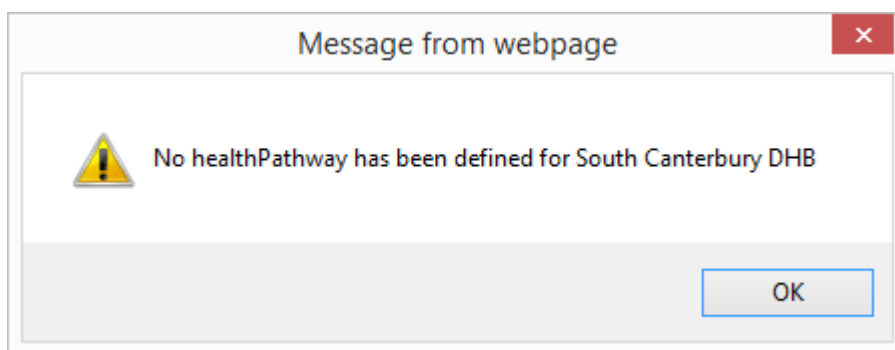 Message from webpage
No healthPathway has been defined for South Canterbury DHB
OK